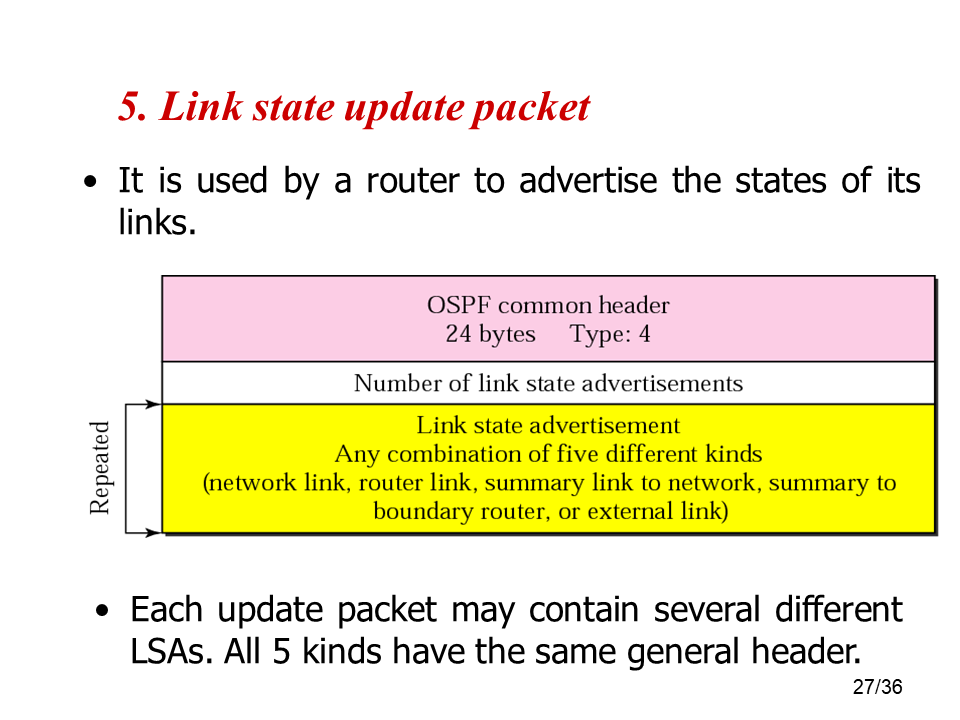 5. Link state update packet
• It is used by a router to advertise the states of its
links.
OSPF common header
24 bytes Type: 4
Number of link state advertisements
Repeated
Link state advertisement
Any combination of five different kinds
(network link, router link, summary link to network, summary to
boundary router, or external link)
• Each update packet may contain several different
LSAs. All 5 kinds have the same general header.
27/36